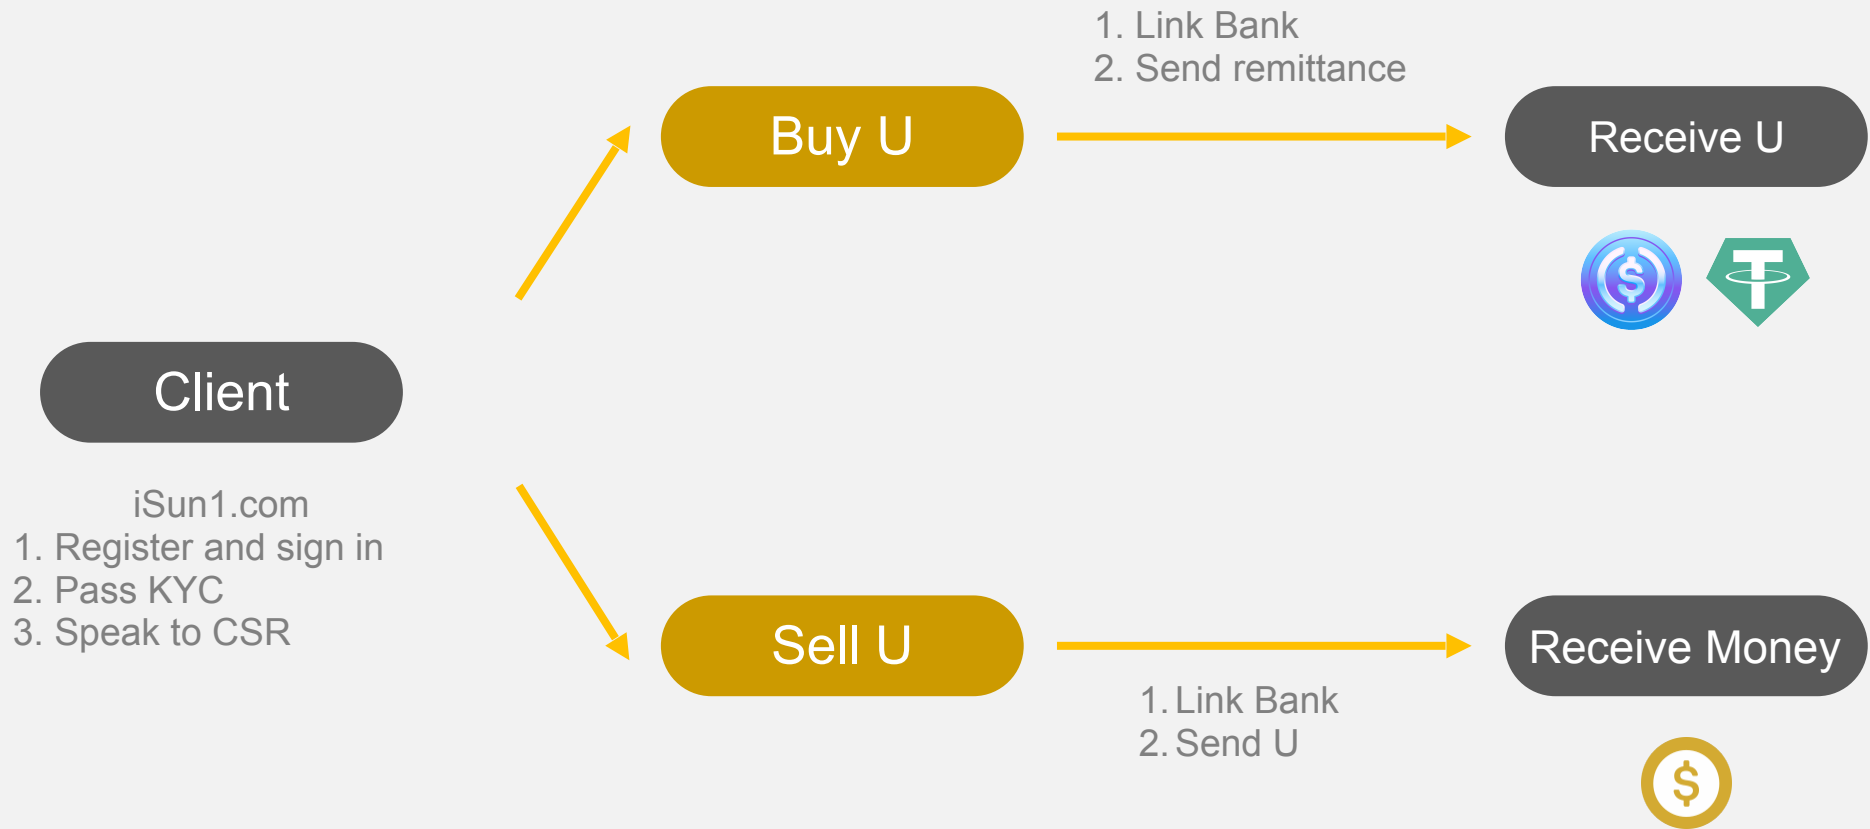 1. Link Bank
2. Send remittance
Buy U
Receive U
Client
iSun1.com
1. Register and sign in
2. Pass KYC
3. Speak to CSR
Sell U
Receive Money
1. Link Bank
2. Send U